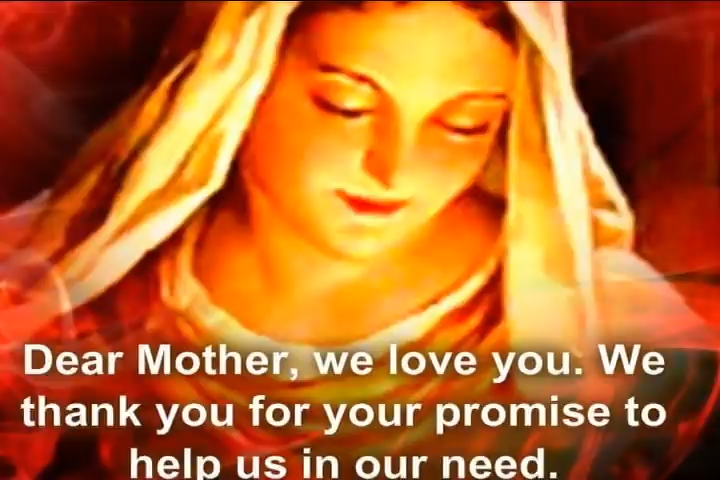 Dear Mother, we love you. We
thank you for your promise to
help us in our need.